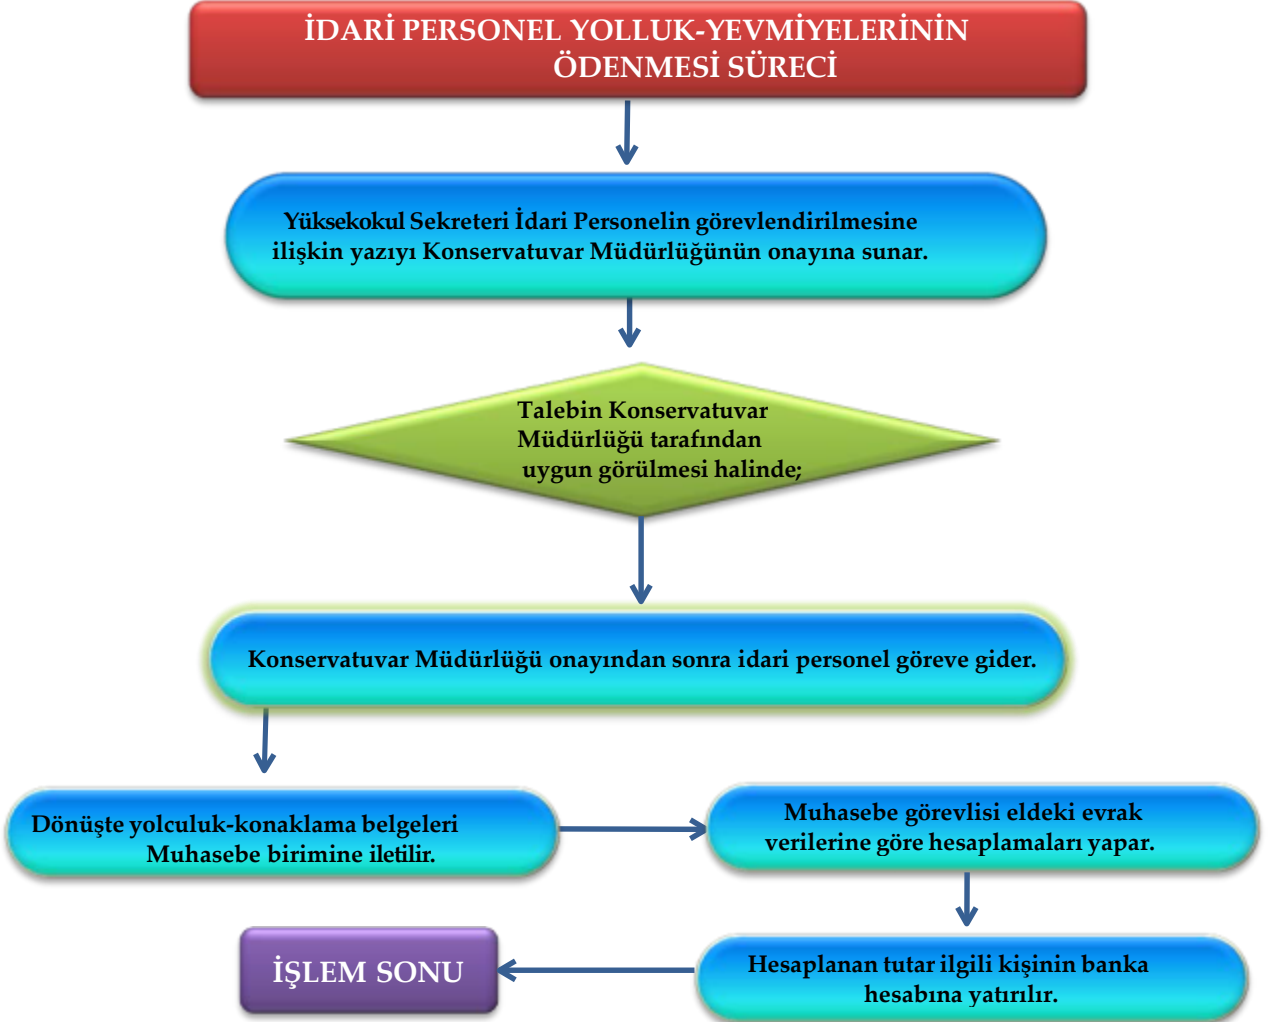 İDARİ PERSONEL YOLLUK-YEVMİYELERİNİN
ÖDENMESİ SÜRECİ
Yüksekokul Sekreteri İdari Personelin görevlendirilmesine
ilişkin yazıyı Konservatuvar Müdürlüğünün onayına sunar.
Talebin Konservatuvar
Müdürlüğü tarafından
uygun görülmesi halinde;
Konservatuvar Müdürlüğü onayından sonra idari personel göreve gider.
Dönüşte yolculuk-konaklama belgeleri
Muhasebe birimine iletilir.
Muhasebe görevlisi eldeki evrak
verilerine göre hesaplamaları yapar.
Hesaplanan tutar ilgili kişinin banka
hesabına yatırılır.
İŞLEM SONU